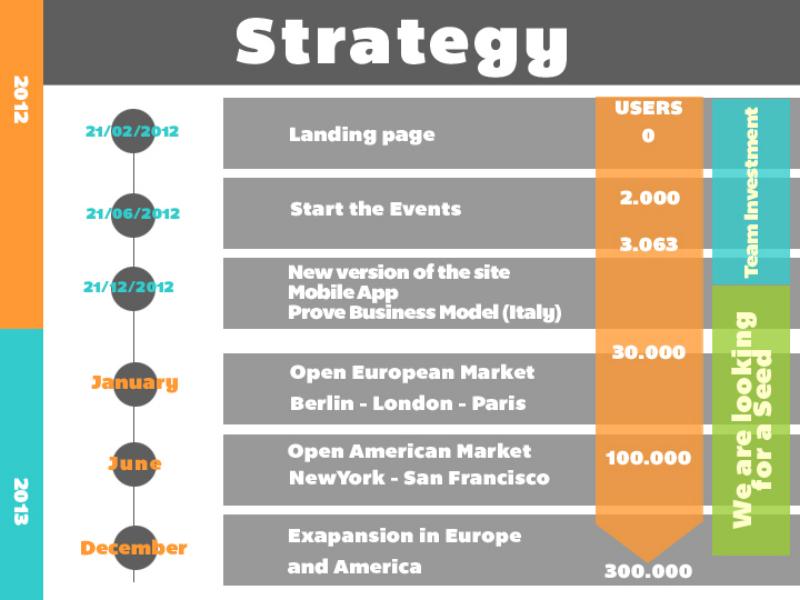 Strategy
2012
21/02/2012
Landing page
USERS
0
Team Investment
21/06/2012
Start the Events
2.000
3.063
21/12/2012
New version of the site
Mobile App
Prove Business Model (Italy)
We are looking
for a Seed
30.000
2013
January
Open European Market
Berlin - London - Paris
June
Open American Market
NewYork - San Francisco
100.000
December
Exapansion in Europe
and America
300.000